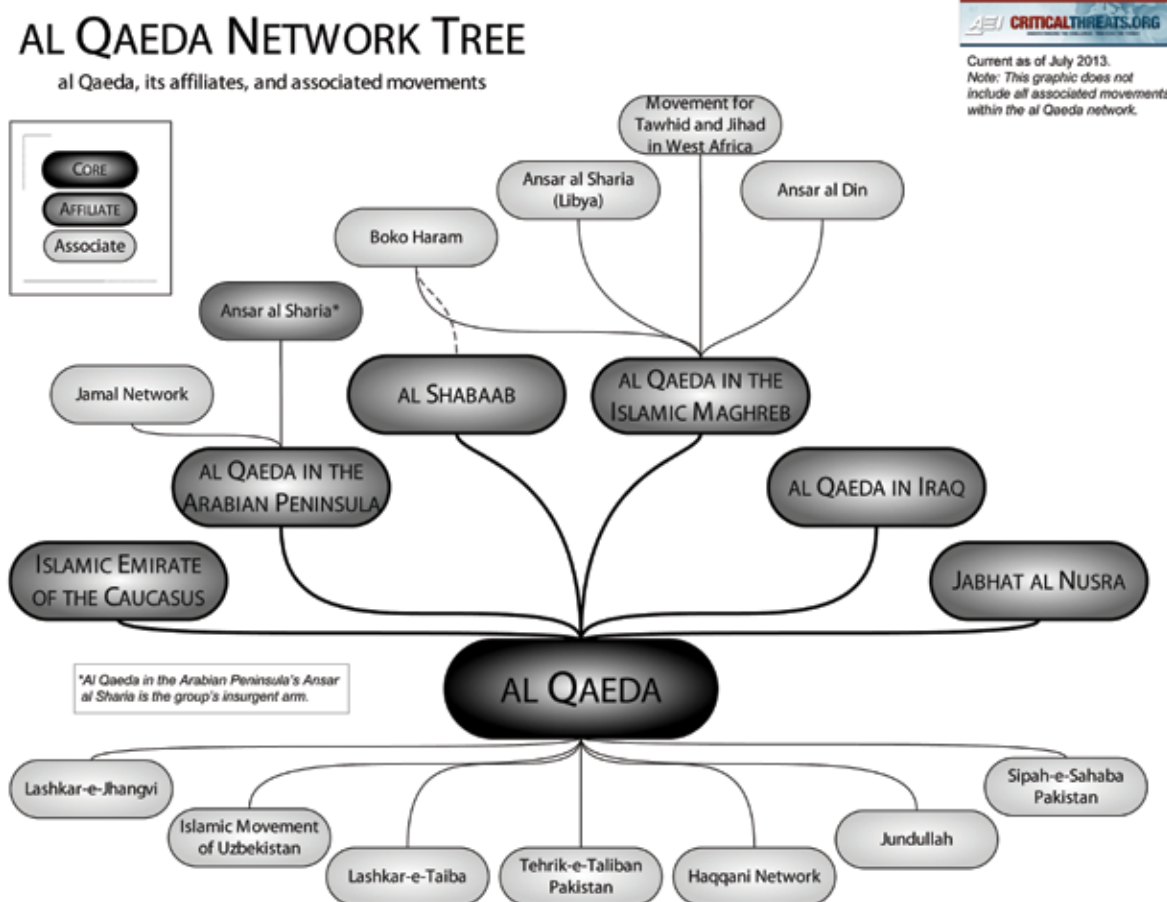 AL QAEDA NETWORK TREE
al Qaeda, its affiliates, and associated movements
AEI CRITICALTHREATS.ORG
Current as of July 2013.
Note: This graphic does not
include all associated movements
within the al Qaeda network.
CORE
AFFILIATE
Associate
Movement for
Tawhid and Jihad
in West Africa
Ansar al Sharia
(Libya)
Ansar al Din
Boko Haram
Ansar al Sharia*
Jamal Network
AL SHABAAB
AL QAEDA IN THE
ISLAMIC MAGHREB
AL QAEDA IN THE
ARABIAN PENINSULA
AL QAEDA IN IRAQ
ISLAMIC EMIRATE
OF THE CAUCASUS
JABHAT AL NUSRA
AL QAEDA
*Al Qaeda in the Arabian Peninsula's Ansar
al Sharia is the group's insurgent arm.
Lashkar-e-Jhangvi
Islamic Movement
of Uzbekistan
Lashkar-e-Taiba
Tehrik-e-Taliban
Pakistan
Haqqani Network
Jundullah
Sipah-e-Sahaba
Pakistan